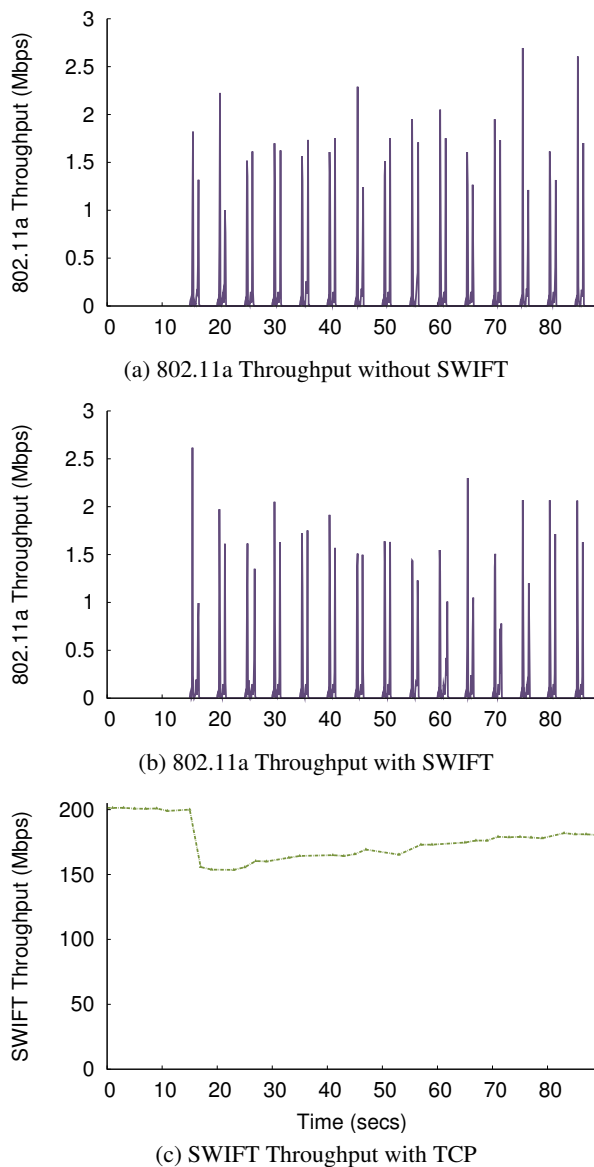 3
2.5
2
1.5
1
0.5
0
802.11a Throughput (Mbps)
0 10 20 30 40 50 60 70 80
(a) 802.11a Throughput without SWIFT
3
2.5
2
1.5
1
0.5
0
802.11a Throughput (Mbps)
0 10 20 30 40 50 60 70 80
(b) 802.11a Throughput with SWIFT
200
150
100
50
0
SWIFT Throughput (Mbps)
0 10 20 30 40 50 60 70 80
Time (secs)
(c) SWIFT Throughput with TCP